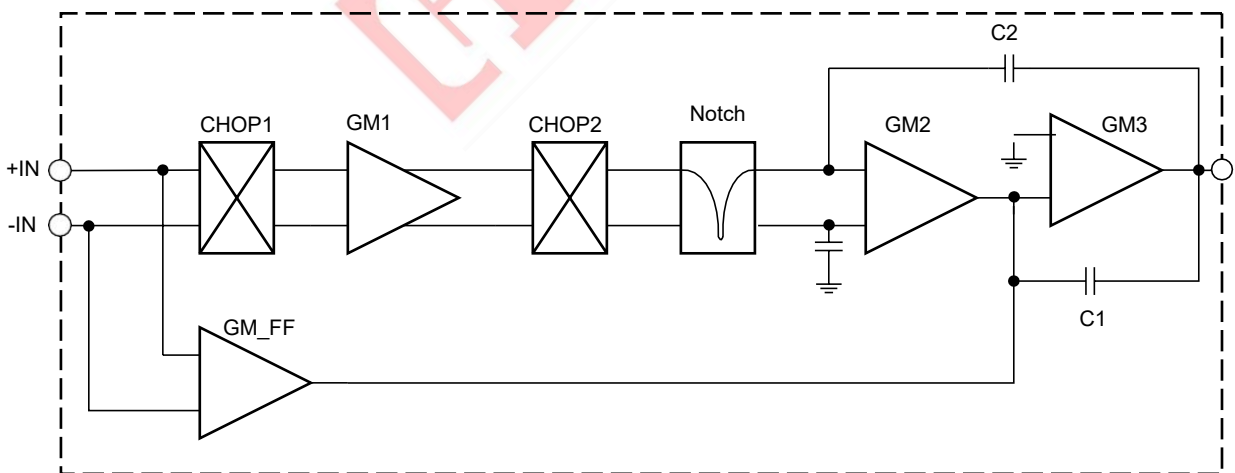 C2
CHOP1
GM1
CHOP2
Notch
GM2
GM3
+IN
-IN
C1
GM_FF